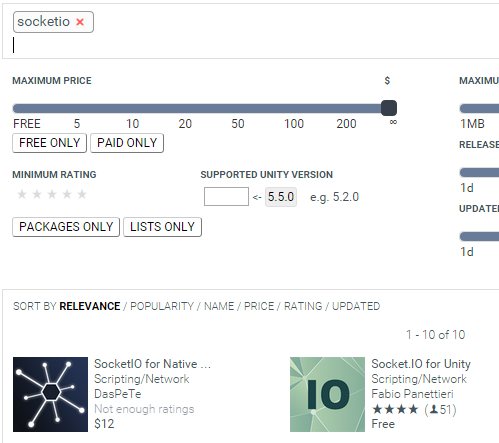 socketio ×
MAXIMUM PRICE $
FREE 5 10 20 50 100 200 ∞
FREE ONLY PAID ONLY
MINIMUM RATING
★★★★★
SUPPORTED UNITY VERSION
<- 5.5.0 e.g. 5.2.0
PACKAGES ONLY LISTS ONLY
MAXIMU
1MB
RELEASE
1d
UPDATE
1d
SORT BY RELEVANCE / POPULARITY / NAME / PRICE / RATING / UPDATED
1 - 10 of 10
SocketIO for Native ...
Scripting/Network
DasPeTe
Not enough ratings
$12
IO
Socket.IO for Unity
Scripting/Network
Fabio Panettieri
★★★★ (51)
Free